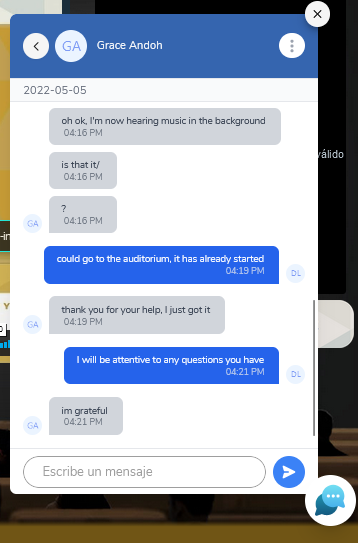 GA
Grace Andoh
2022-05-05
oh ok, I'm now hearing music in the background
04:16 PM
is that it/
04:16 PM
?
04:16 PM
GA
could go to the auditorium, it has already started
04:19 PM
DL
thank you for your help, I just got it
04:19 PM
GA
I will be attentive to any questions you have
04:21 PM
DL
im grateful
04:21 PM
GA
Escribe un mensaje
válido
-in
Y